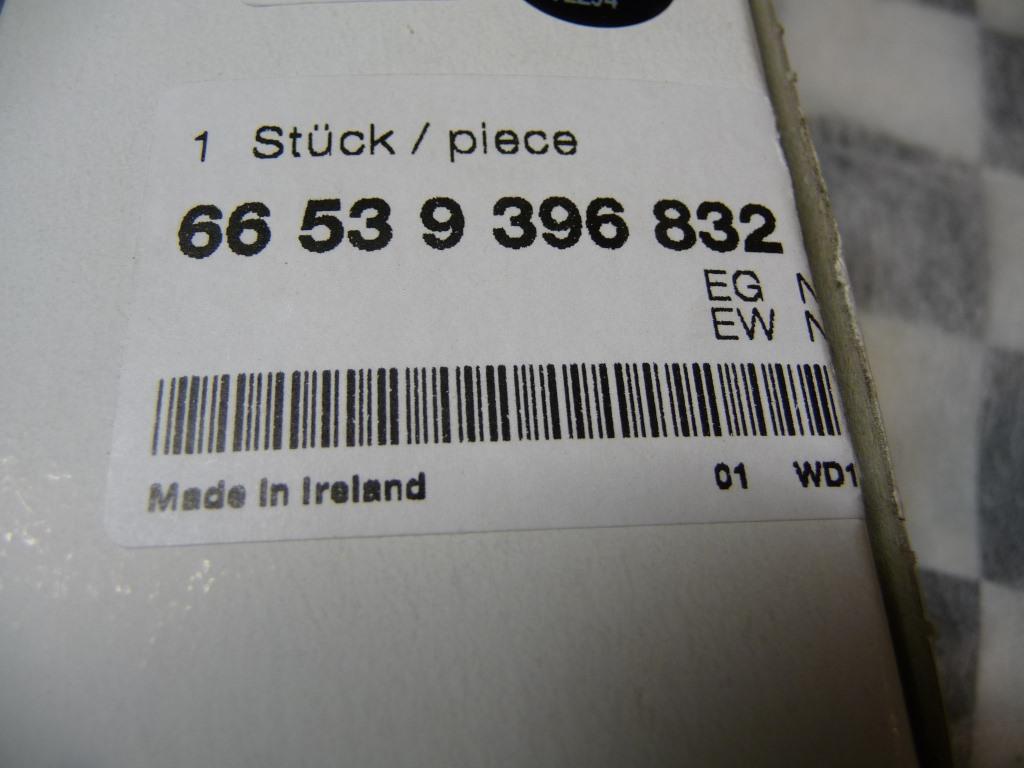 1 Stück / piece
66 53 9 396 832
EG N
EW N
Made in Ireland
01 WD1